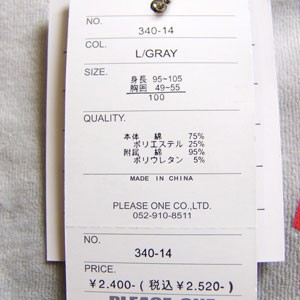 NO.
340-14
COL.
L/GRAY
SIZE.
身長 95~105
胸囲 49~55
100
QUALITY.
本体 綿 75%
ポリエステル 25%
附属 綿 95%
ポリウレタン 5%
MADE IN CHINA
PLEASE ONE CO.,LTD.
052-910-8511
NO.
340-14
PRICE.
¥2.400-(税込¥2.520-)
PLEASE ONE